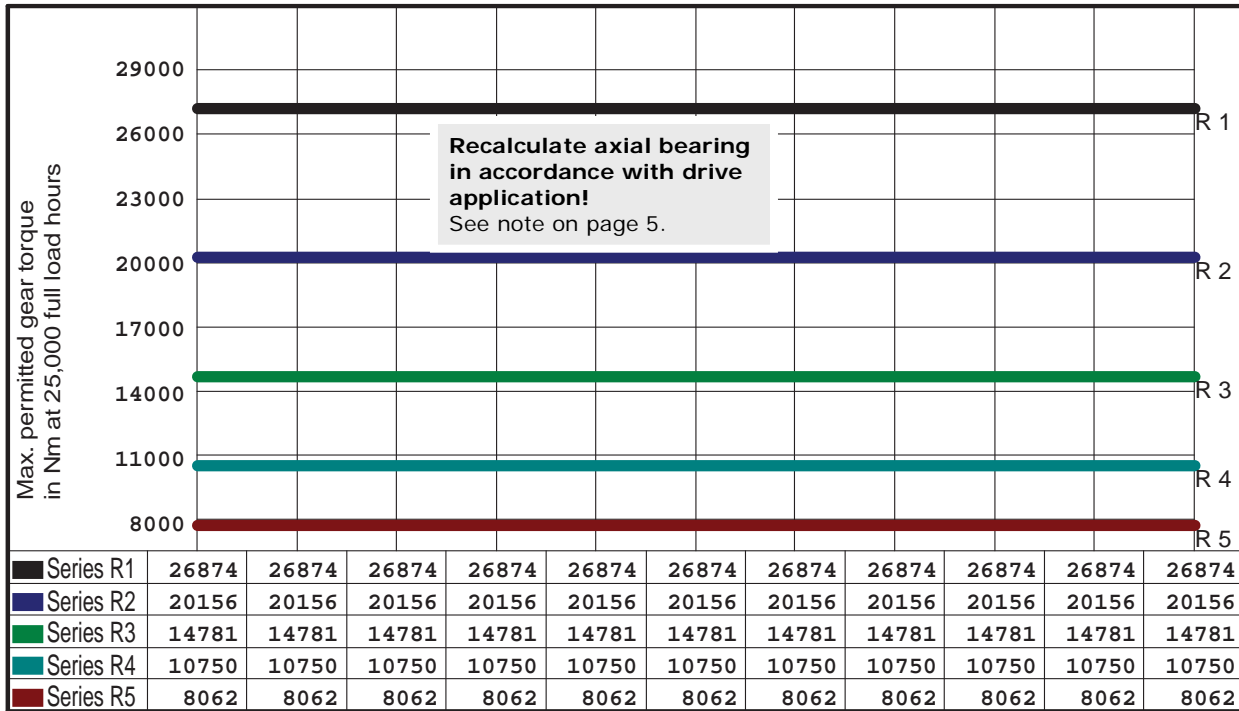 Max. permitted gear torque
in Nm at 25,000 full load hours
29000
26000
23000
20000
17000
14000
11000
8000
Recalculate axial bearing
in accordance with drive
application!
See note on page 5.
R 1
R 2
R 3
R 4
R 5
Series R1 26874 26874 26874 26874 26874 26874 26874 26874 26874 26874 26874
Series R2 20156 20156 20156 20156 20156 20156 20156 20156 20156 20156 20156
Series R3 14781 14781 14781 14781 14781 14781 14781 14781 14781 14781 14781
Series R4 10750 10750 10750 10750 10750 10750 10750 10750 10750 10750 10750
Series R5 8062 8062 8062 8062 8062 8062 8062 8062 8062 8062 8062